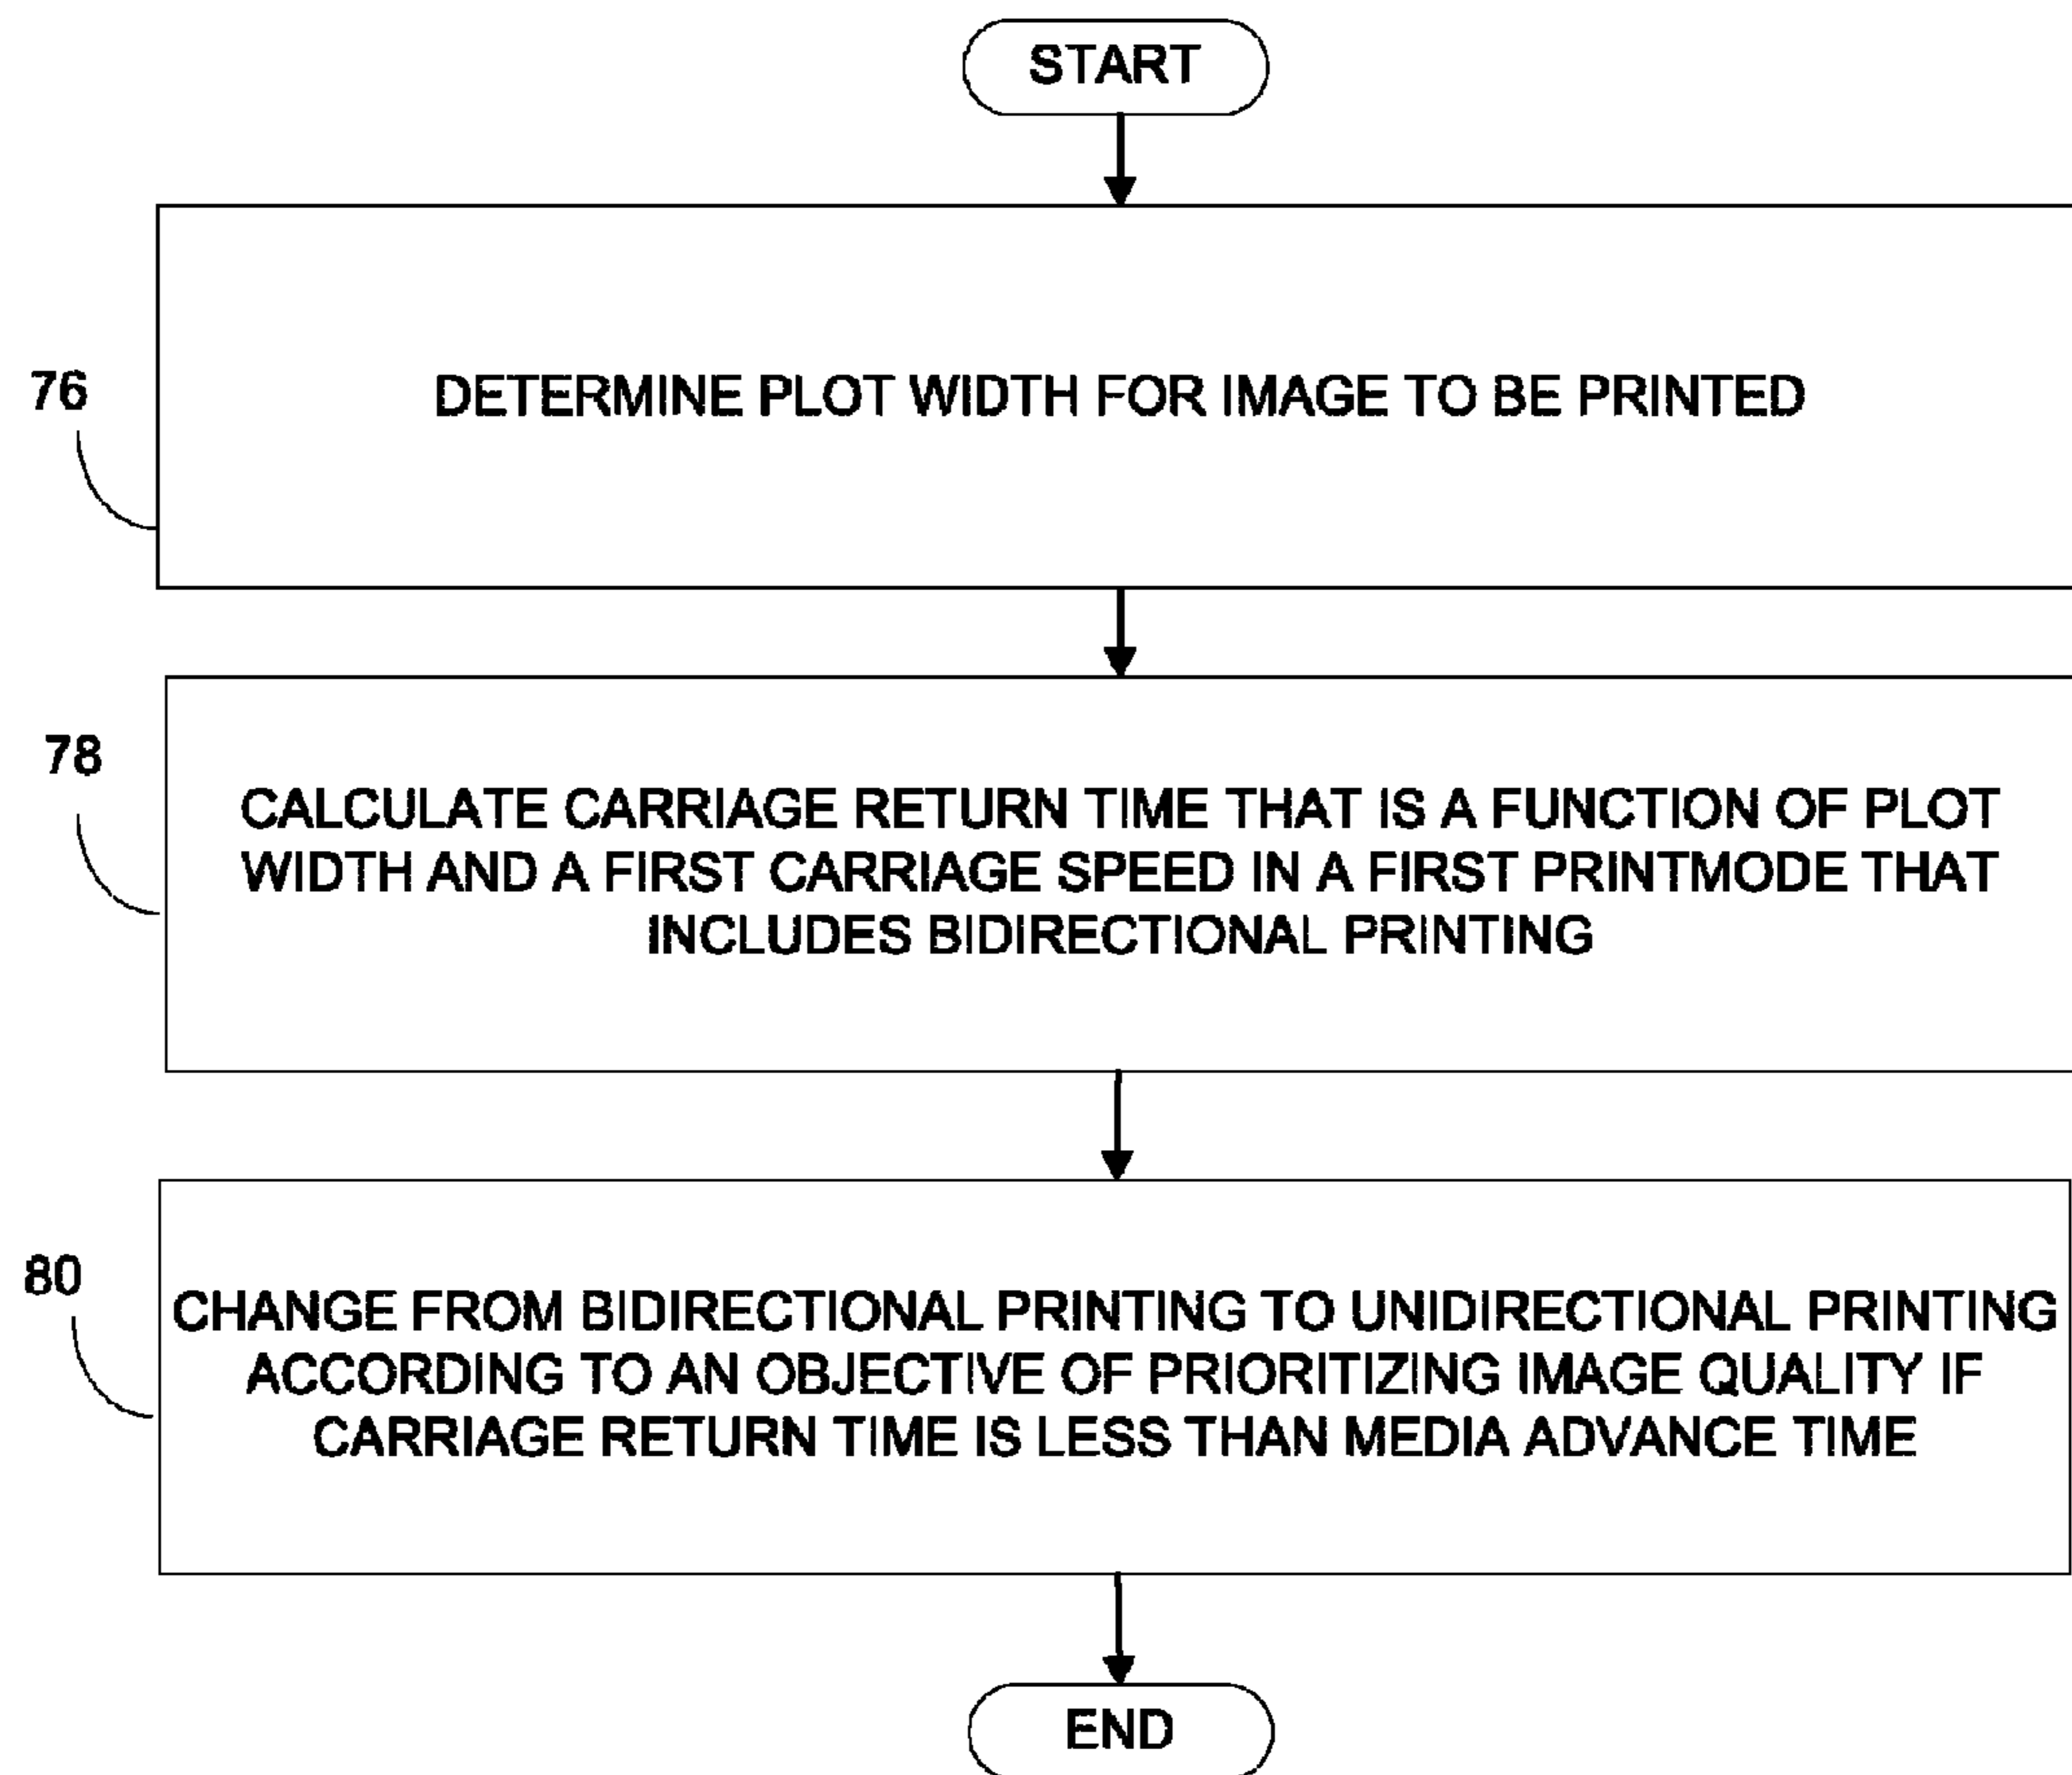 START
76
DETERMINE PLOT WIDTH FOR IMAGE TO BE PRINTED
78
CALCULATE CARRIAGE RETURN TIME THAT IS A FUNCTION OF PLOT
WIDTH AND A FIRST CARRIAGE SPEED IN A FIRST PRINTMODE THAT
INCLUDES BIDIRECTIONAL PRINTING
80
CHANGE FROM BIDIRECTIONAL PRINTING TO UNIDIRECTIONAL PRINTING
ACCORDING TO AN OBJECTIVE OF PRIORITIZING IMAGE QUALITY IF
CARRIAGE RETURN TIME IS LESS THAN MEDIA ADVANCE TIME
END